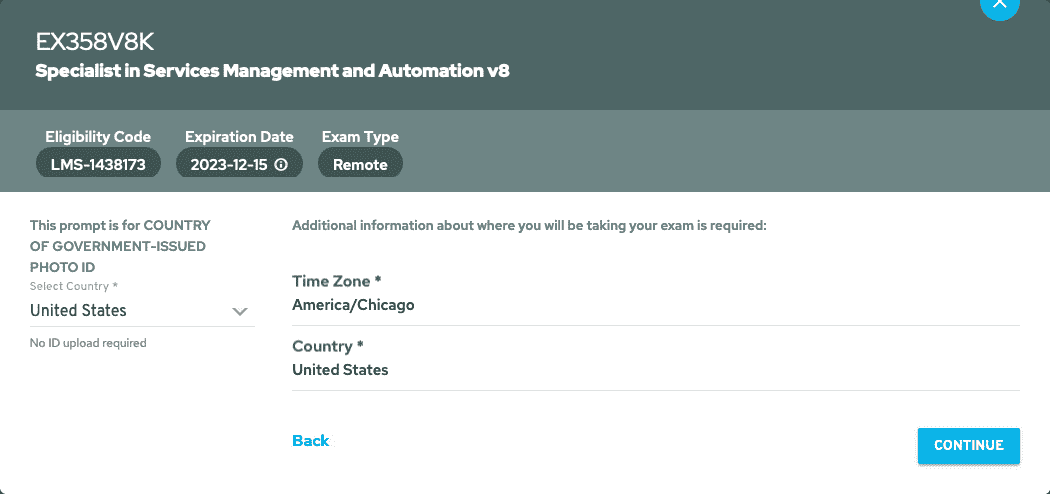 EX358V8K
Specialist in Services Management and Automation v8
Eligibility Code
Expiration Date
Exam Type
LMS-1438173
2023-12-15
Remote
This prompt is for COUNTRY
OF GOVERNMENT-ISSUED
PHOTO ID
Select Country *
United States
No ID upload required
Additional information about where you will be taking your exam is required:
Time Zone *
America/Chicago
Country *
United States
Back
CONTINUE